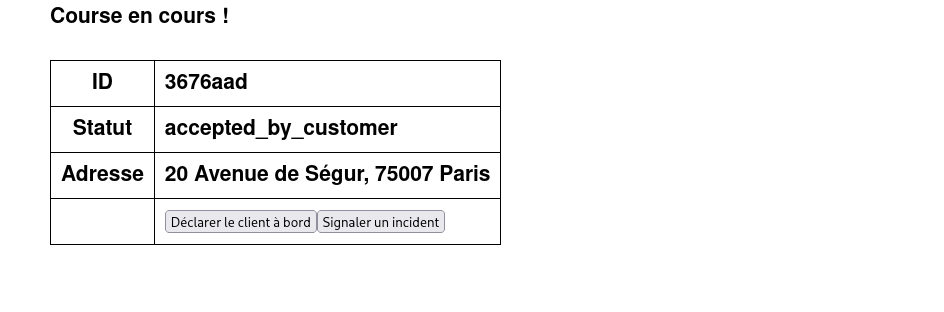 Course en cours !
ID 3676aad
Statut accepted_by_customer
Adresse 20 Avenue de Ségur, 75007 Paris
Déclarer le client à bord Signaler un incident